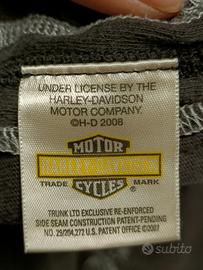 UNDER LICENSE BY THE
HARLEY-DAVIDSON
MOTOR COMPANY.
©H-D 2008
MOTOR
HARLEY-DAVIDSON
TRADE MARK
CYCLES
TRUNK LTD EXCLUSIVE RE-ENFORCED
SIDE SEAM CONSTRUCTION PATENT-PENDING
NO. 29/204,272 U.S. PATENT OFFICE ©2007
subito